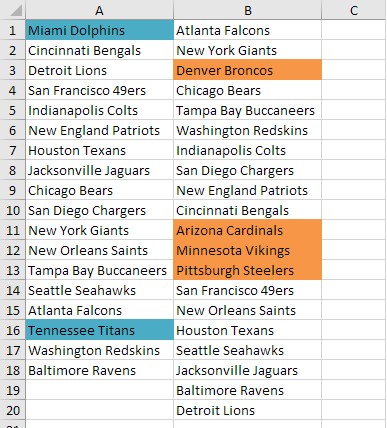 A B C
1 Miami Dolphins Atlanta Falcons
2 Cincinnati Bengals New York Giants
3 Detroit Lions Denver Broncos
4 San Francisco 49ers Chicago Bears
5 Indianapolis Colts Tampa Bay Buccaneers
6 New England Patriots Washington Redskins
7 Houston Texans Indianapolis Colts
8 Jacksonville Jaguars San Diego Chargers
9 Chicago Bears New England Patriots
10 San Diego Chargers Cincinnati Bengals
11 New York Giants Arizona Cardinals
12 New Orleans Saints Minnesota Vikings
13 Tampa Bay Buccaneers Pittsburgh Steelers
14 Seattle Seahawks San Francisco 49ers
15 Atlanta Falcons New Orleans Saints
16 Tennessee Titans Houston Texans
17 Washington Redskins Seattle Seahawks
18 Baltimore Ravens Jacksonville Jaguars
19 Baltimore Ravens
20 Detroit Lions